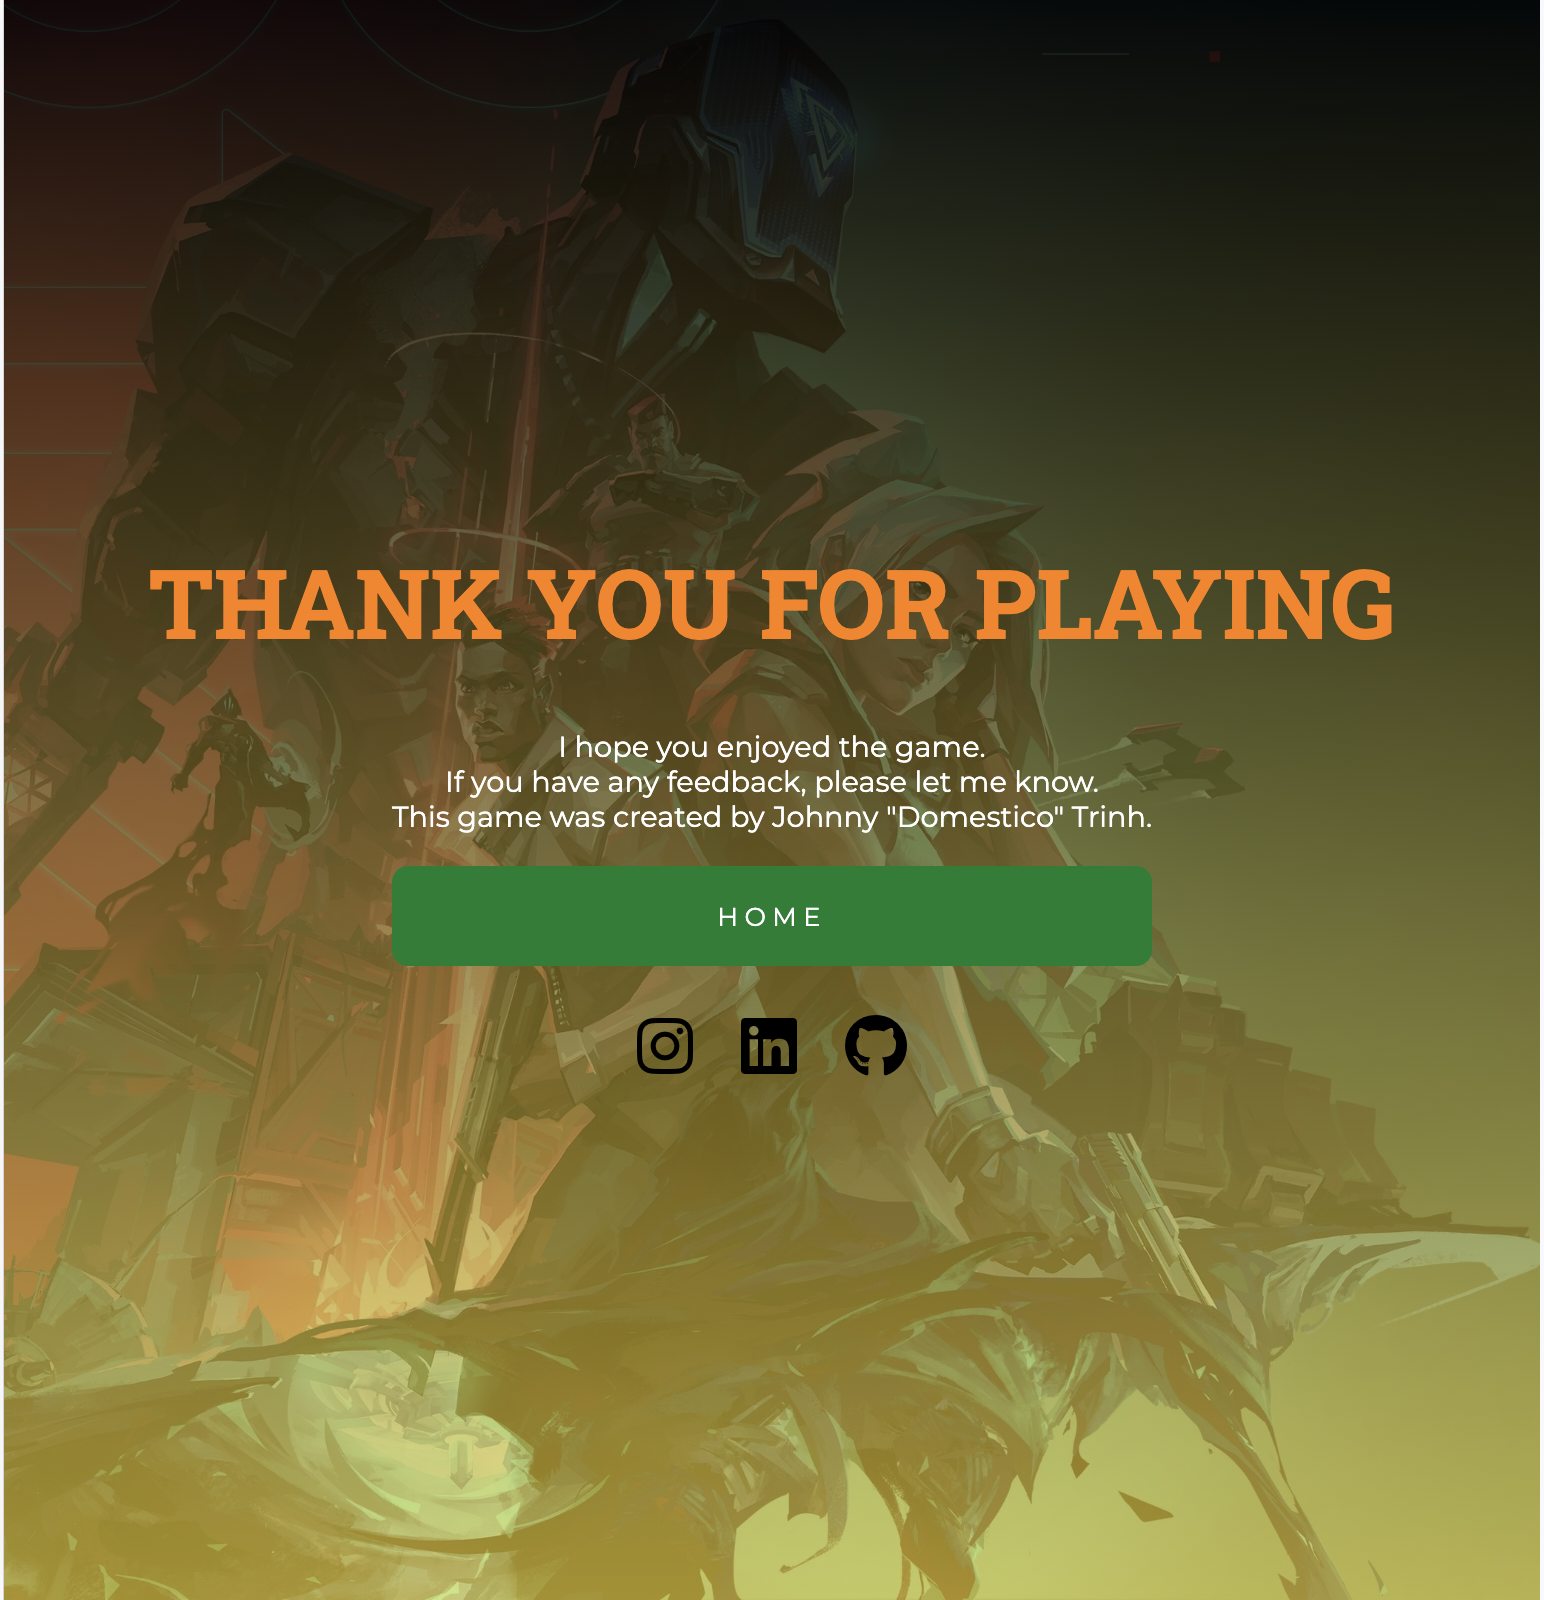 THANK YOU FOR PLAYING
I hope you enjoyed the game.
If you have any feedback, please let me know.
This game was created by Johnny "Domestico" Trinh.
HOME
in